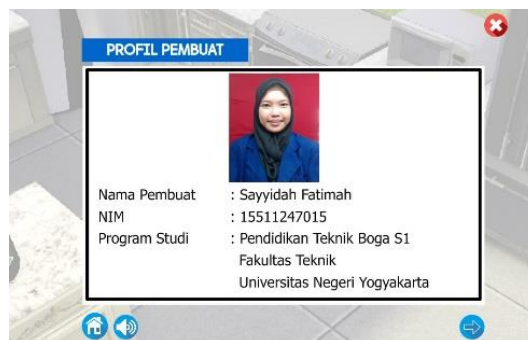 PROFIL PEMBUAT
Nama Pembuat : Sayyidah Fatimah
NIM : 15511247015
Program Studi : Pendidikan Teknik Boga S1
Fakultas Teknik
Universitas Negeri Yogyakarta